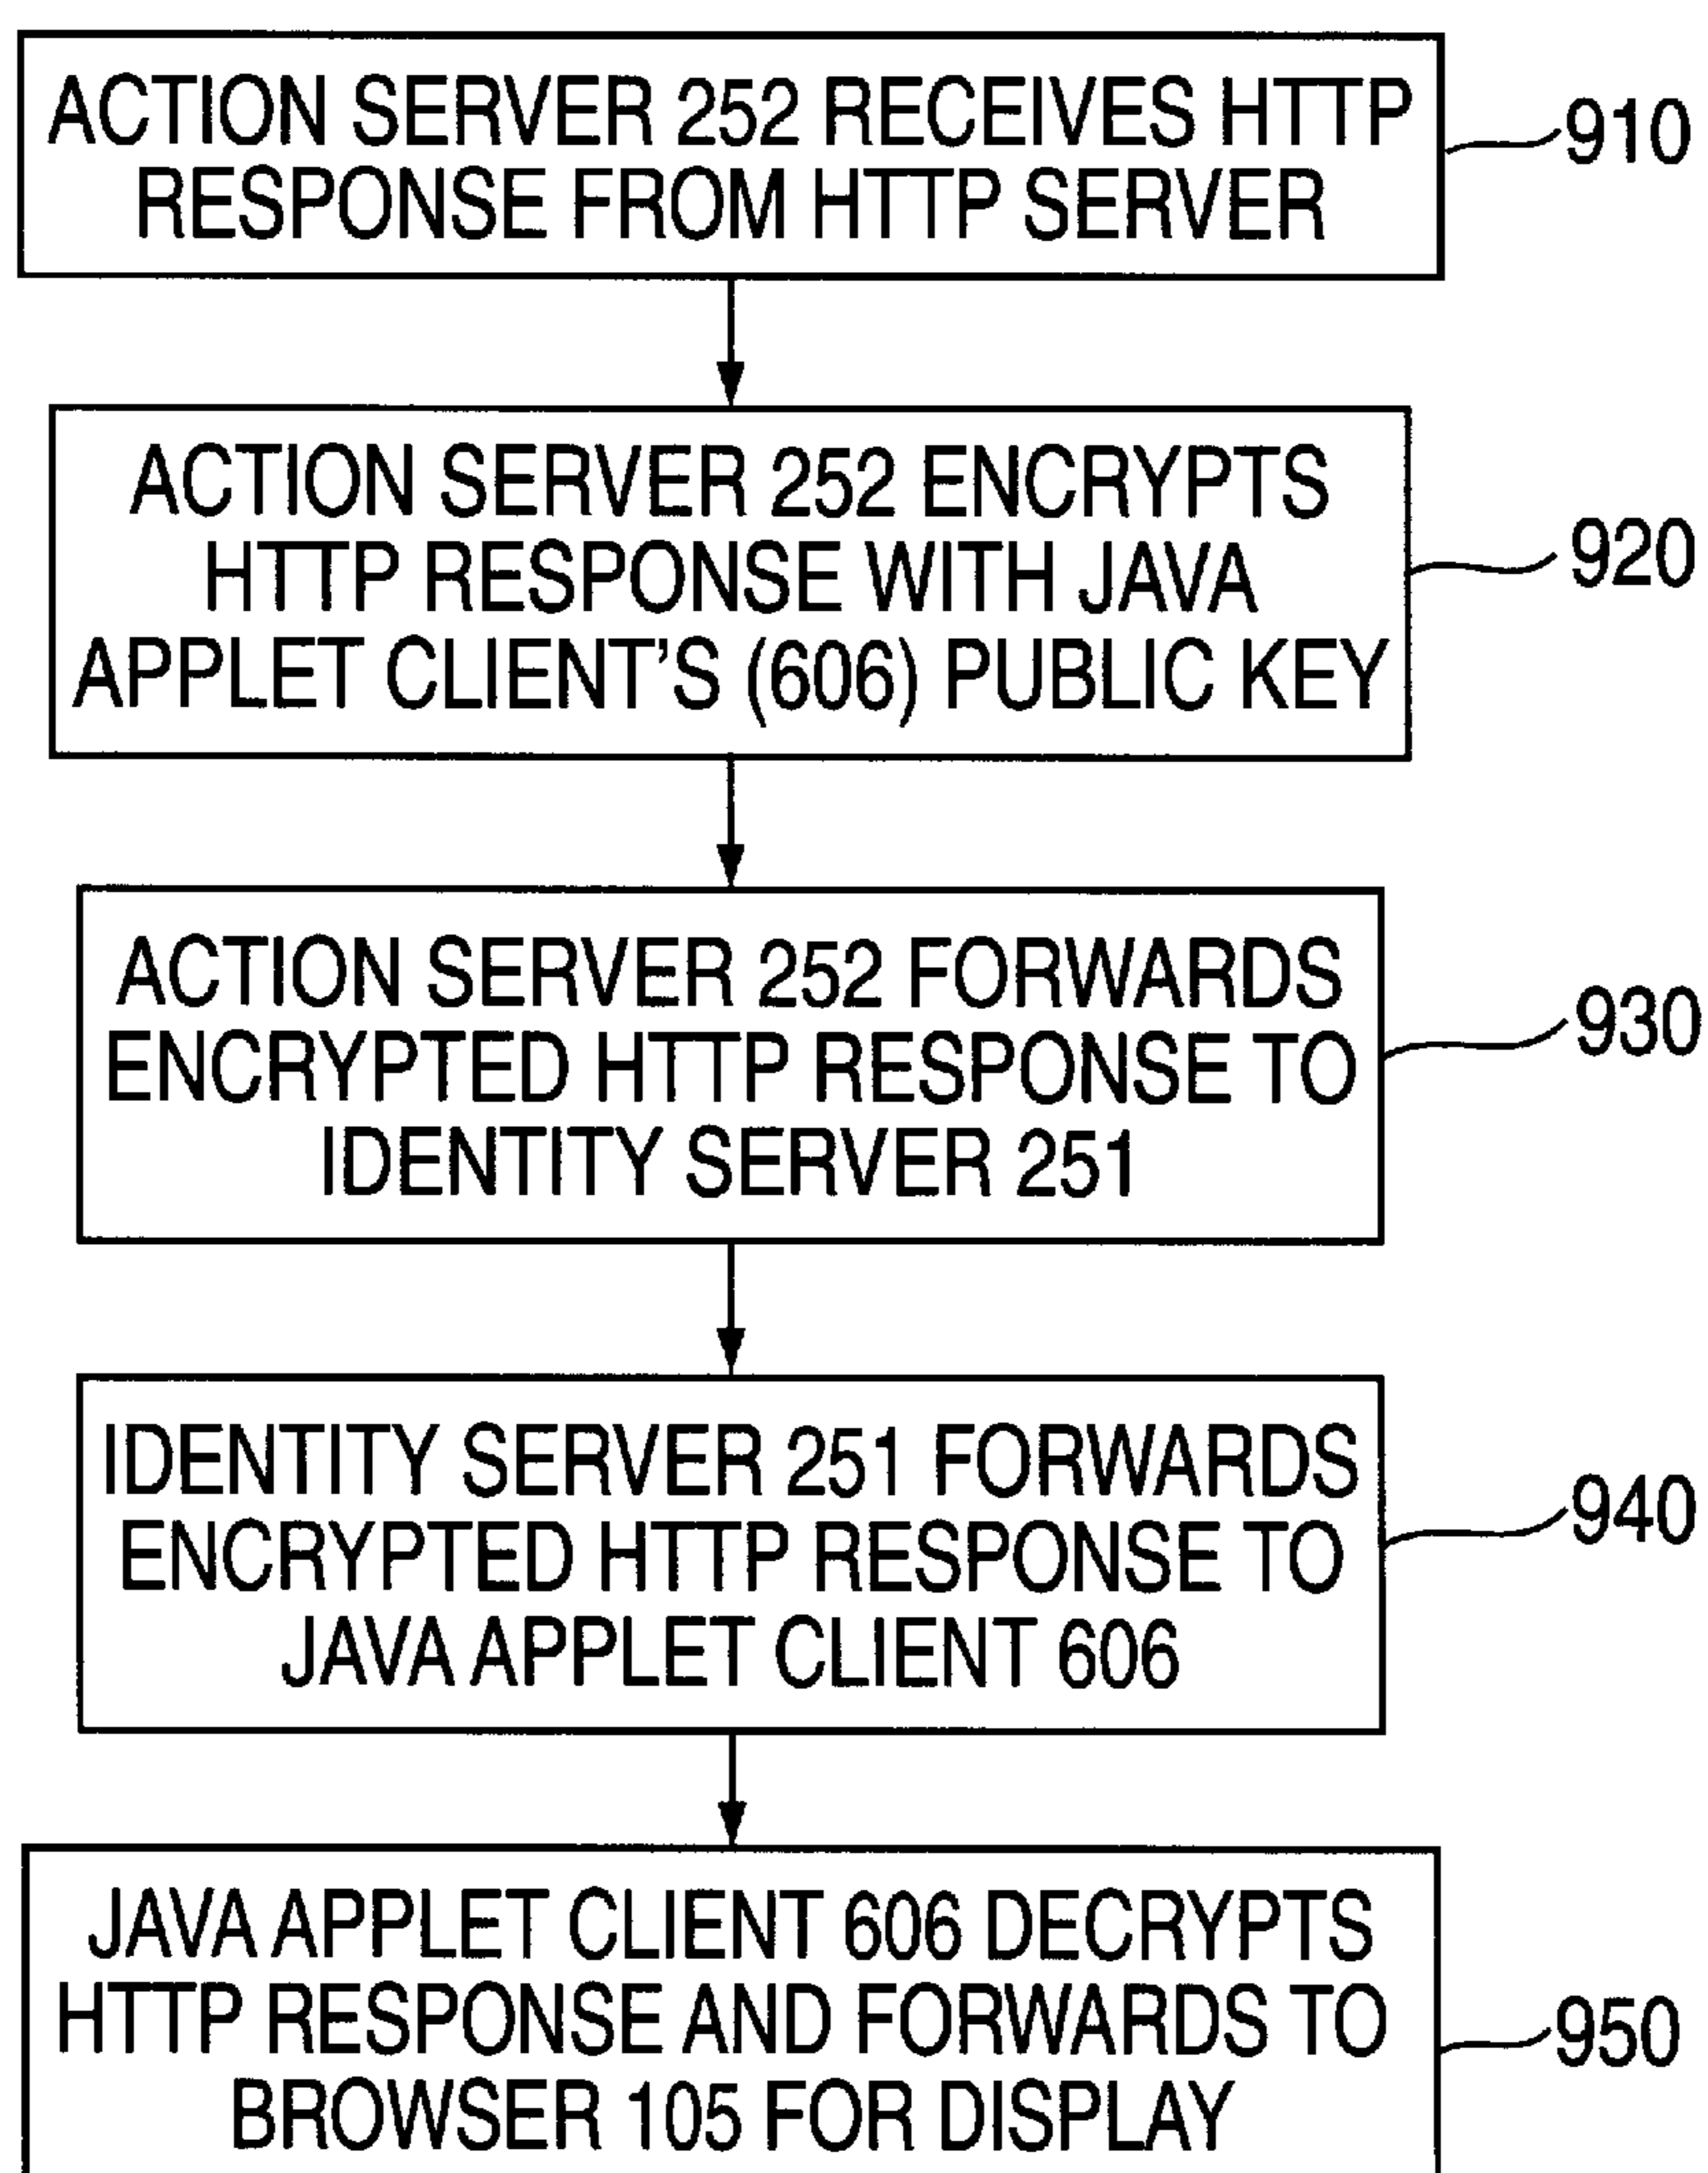 ACTION SERVER 252 RECEIVES HTTP
RESPONSE FROM HTTP SERVER
910
ACTION SERVER 252 ENCRYPTS
HTTP RESPONSE WITH JAVA
APPLET CLIENT'S (606) PUBLIC KEY
920
ACTION SERVER 252 FORWARDS
ENCRYPTED HTTP RESPONSE TO
IDENTITY SERVER 251
930
IDENTITY SERVER 251 FORWARDS
ENCRYPTED HTTP RESPONSE TO
JAVA APPLET CLIENT 606
940
JAVA APPLET CLIENT 606 DECRYPTS
HTTP RESPONSE AND FORWARDS TO
BROWSER 105 FOR DISPLAY
950